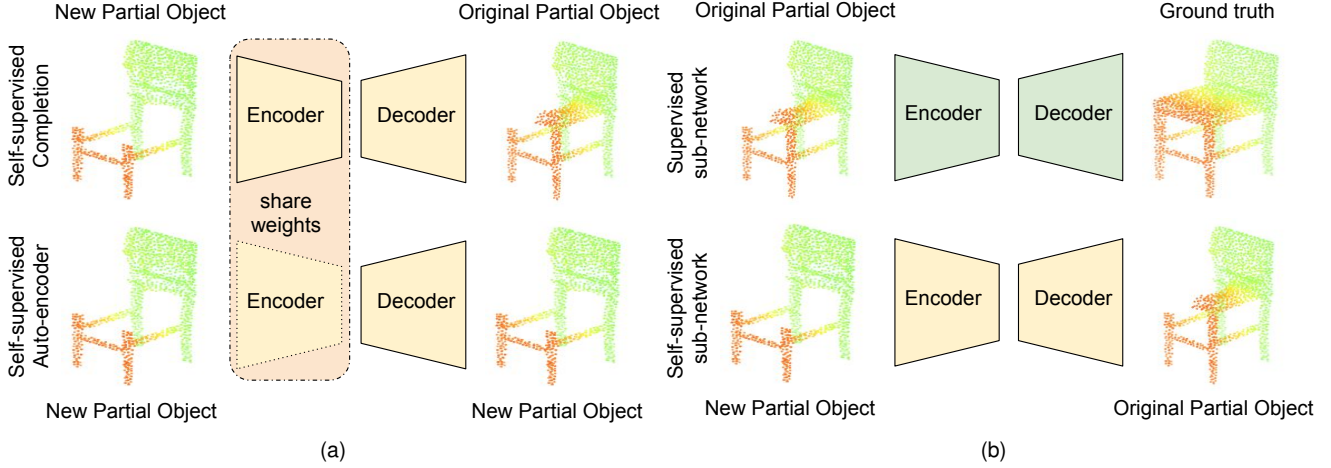 New Partial Object
Original Partial Object
Original Partial Object
Ground truth
Self-supervised
Completion
Encoder
Decoder
Supervised
sub-network
Encoder
Decoder
share
weights
Self-supervised
Auto-encoder
Encoder
Decoder
Self-supervised
sub-network
Encoder
Decoder
New Partial Object
New Partial Object
New Partial Object
Original Partial Object
(a)
(b)